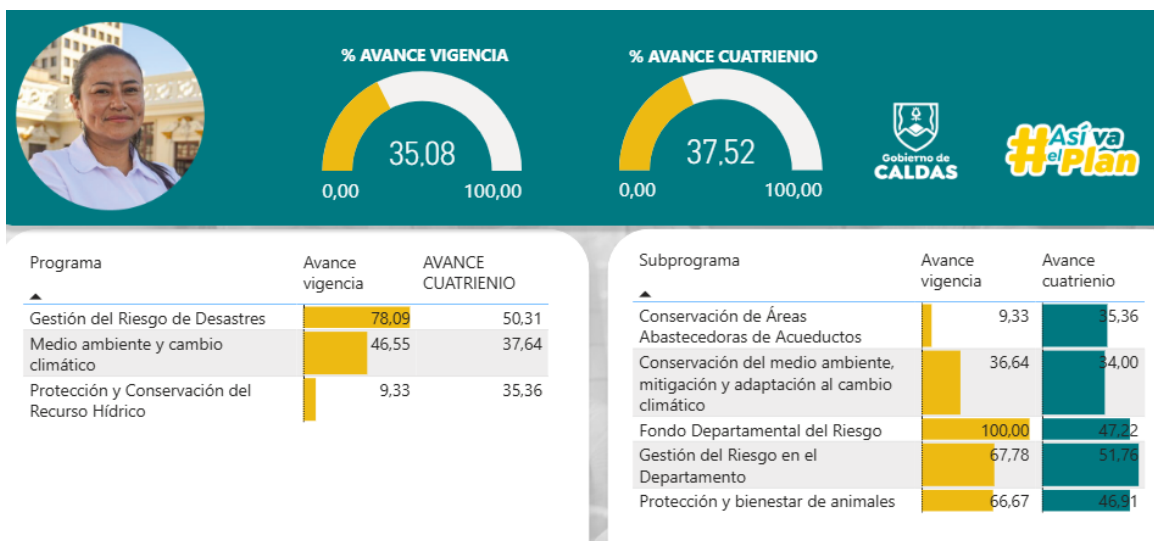 % AVANCE VIGENCIA
35,08
0,00 100,00
% AVANCE CUATRIENIO
37,52
0,00 100,00
Gobierno de
CALDAS
#Así va
el Plan
Programa Avance vigencia AVANCE CUATRIENIO
Gestión del Riesgo de Desastres 78,09 50,31
Medio ambiente y cambio 46,55 37,64
climático
Protección y Conservación del 9,33 35,36
Recurso Hídrico
Subprograma Avance vigencia Avance cuatrienio
Conservación de Áreas 9,33 35,36
Abastecedoras de Acueductos
Conservación del medio ambiente, 36,64 34,00
mitigación y adaptación al cambio
climático
Fondo Departamental del Riesgo 100,00 47,22
Gestión del Riesgo en el 67,78 51,76
Departamento
Protección y bienestar de animales 66,67 46,91